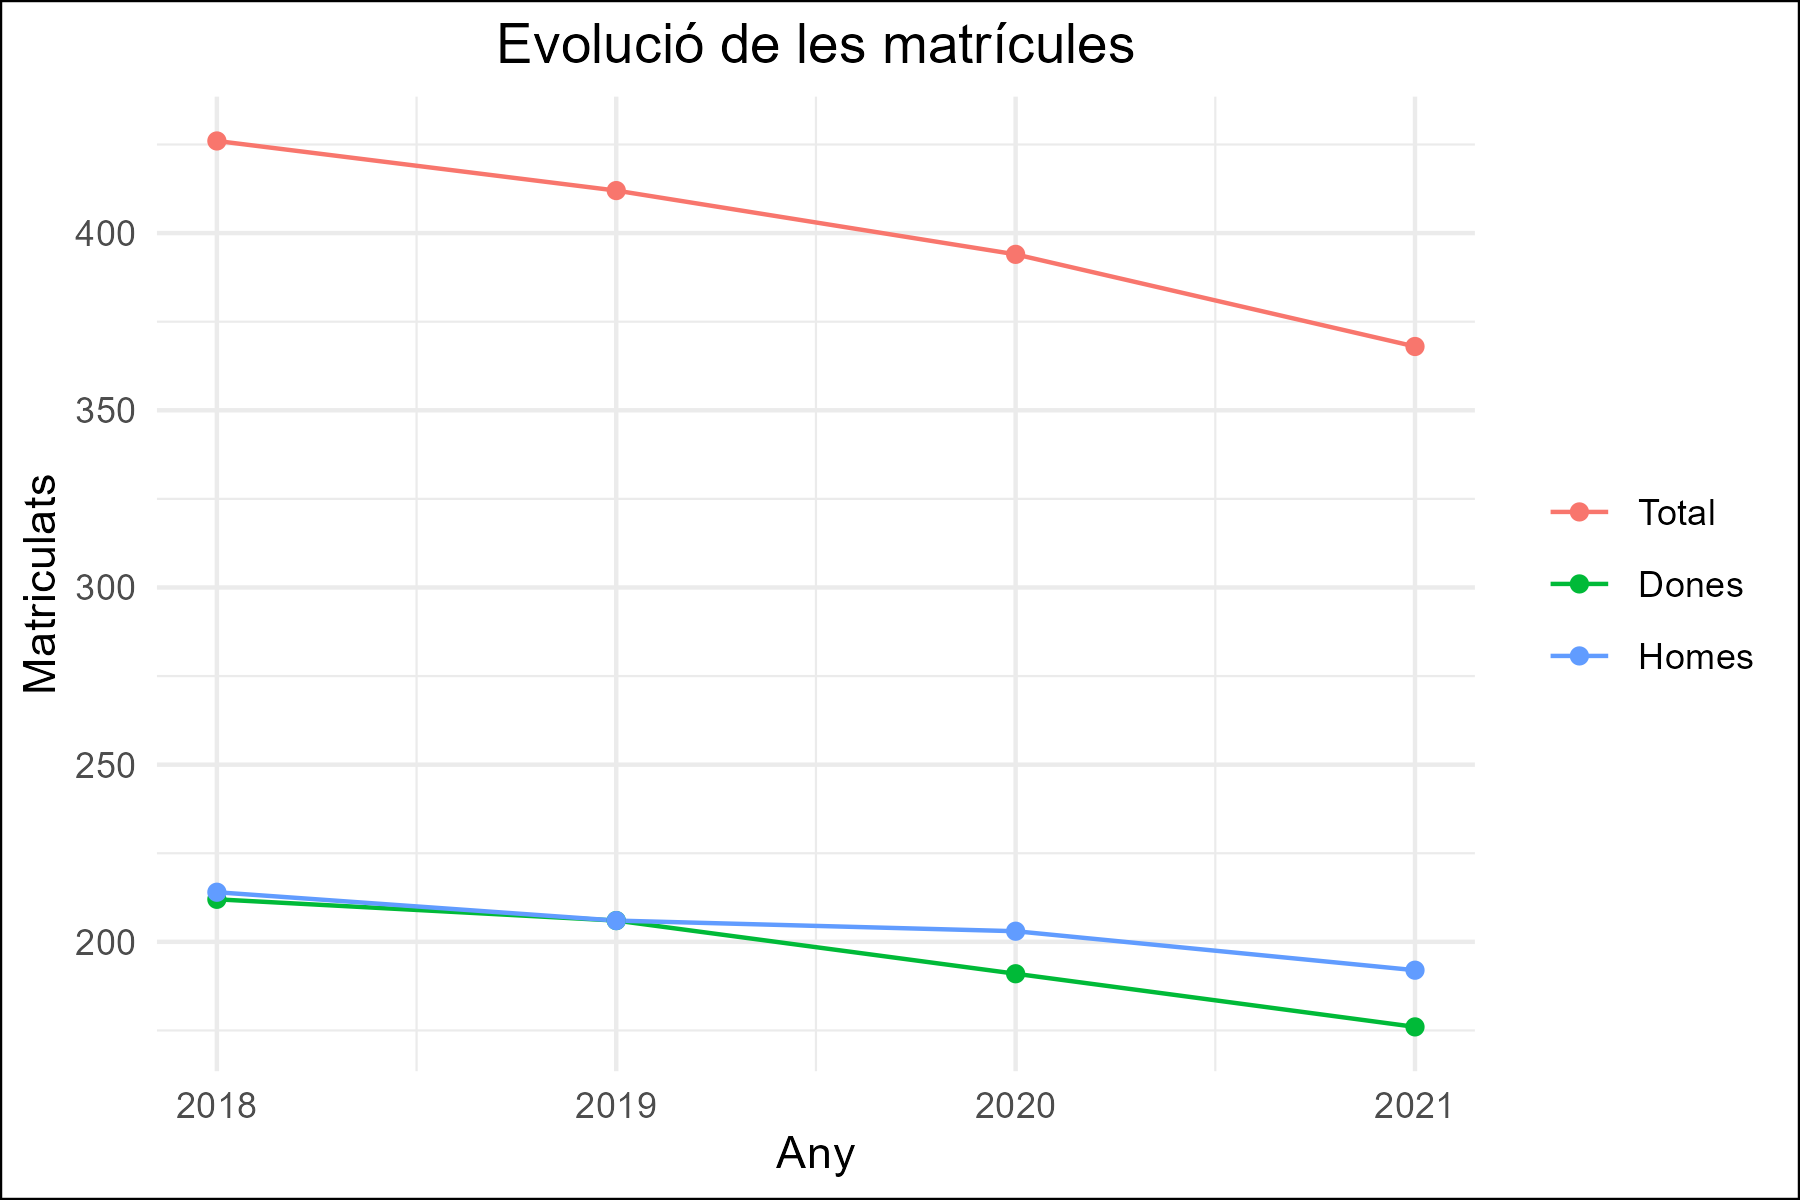 Evolució de les matrícules
Matriculats
400
350
300
250
200
2018 2019 2020 2021
Any
Total
Dones
Homes